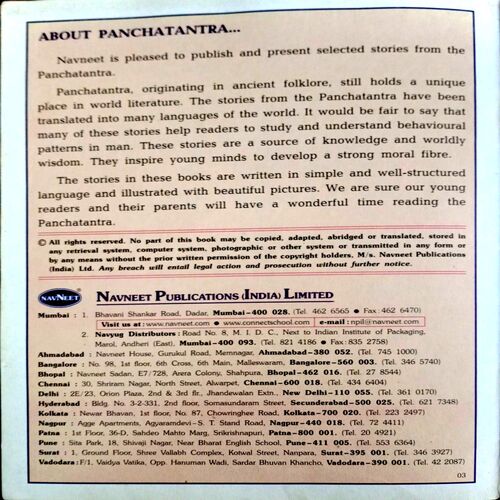 ABOUT PANCHATANTRA...
Navneet is pleased to publish and present selected stories from the
Panchatantra.
Panchatantra, originating in ancient folklore, still holds a unique
place in world literature. The stories from the Panchatantra have been
translated into many languages of the world. It would be fair to say that
many of these stories help readers to study and understand behavioural
patterns in man. These stories are a source of knowledge and worldly
wisdom. They inspire young minds to develop a strong moral fibre.
The stories in these books are written in simple and well-structured
language and illustrated with beautiful pictures. We are sure our young
readers and their parents will have a wonderful time reading the
Panchatantra.
© All rights reserved. No part of this book may be copied, adapted, abridged or translated, stored in
any retrieval system, computer system, photographic or other system or transmitted in any form or
by any means without the prior written permission of the copyright holders, M/s. Navneet Publications
(India) Ltd. Any breach will entail legal action and prosecution without further notice.
NAVNEET
NAVNEET PUBLICATIONS (INDIA) LIMITED
Mumbai : 1. Bhavani Shankar Road, Dadar, Mumbai-400 028. (Tel. 462 6565 • Fax : 462 6470)
Visit us at : www.navneet.com • www.connectschool.com e-mail : npil@navneet.com
2. Navyug Distributors : Road No. 8, M. I. D. C., Next to Indian Institute of Packaging,
Marol, Andheri (East), Mumbai-400 093. (Tel. 821 4186 • Fax : 835 2758)
Ahmadabad : Navneet House, Gurukul Road, Memnagar, Ahmadabad-380 052. (Tel. 745 1000)
Bangalore : No. 98, 1st floor, 6th Cross, 6th Main, Malleswaram, Bangalore-560 003. (Tel. 346 5740)
Bhopal : Navneet Sadan, E7/728, Arera Colony, Shahpura, Bhopal-462 016. (Tel. 27 8544)
Chennai : 30, Shriram Nagar, North Street, Alwarpet, Chennai-600 018. (Tel. 434 6404)
Delhi : 2E/23, Orion Plaza, 2nd & 3rd flr., Jhandewalan Extn., New Delhi-110 055. (Tel. 361 0170)
Hyderabad : Bldg. No. 3-2-331, 2nd floor, Somasundaram Street, Secunderabad-500 025. (Tel. 621 7348)
Kolkata : Newar Bhavan, 1st floor, No. 87, Chowringhee Road, Kolkata-700 020. (Tel. 223 2497)
Nagpur : Agge Apartments, Agyaramdevi - S. T. Stand Road, Nagpur-440 018. (Tel. 72 4411)
Patna : 1st Floor, 36-D, Sahdeo Mahto Marg, Srikrishnapuri, Patna-800 001. (Tel. 20 4921)
Pune : Sita Park, 18, Shivaji Nagar, Near Bharat English School, Pune-411 005. (Tel. 553 6364)
Surat : 1, Ground Floor, Shree Vallabh Complex, Kotwal Street, Nanpura, Surat-395 001. (Tel. 346 3927)
Vadodara : F/1, Vaidya Vatika, Opp. Hanuman Wadi, Sardar Bhuvan Khancho, Vadodara-390 001. (Tel. 42 2087)
03